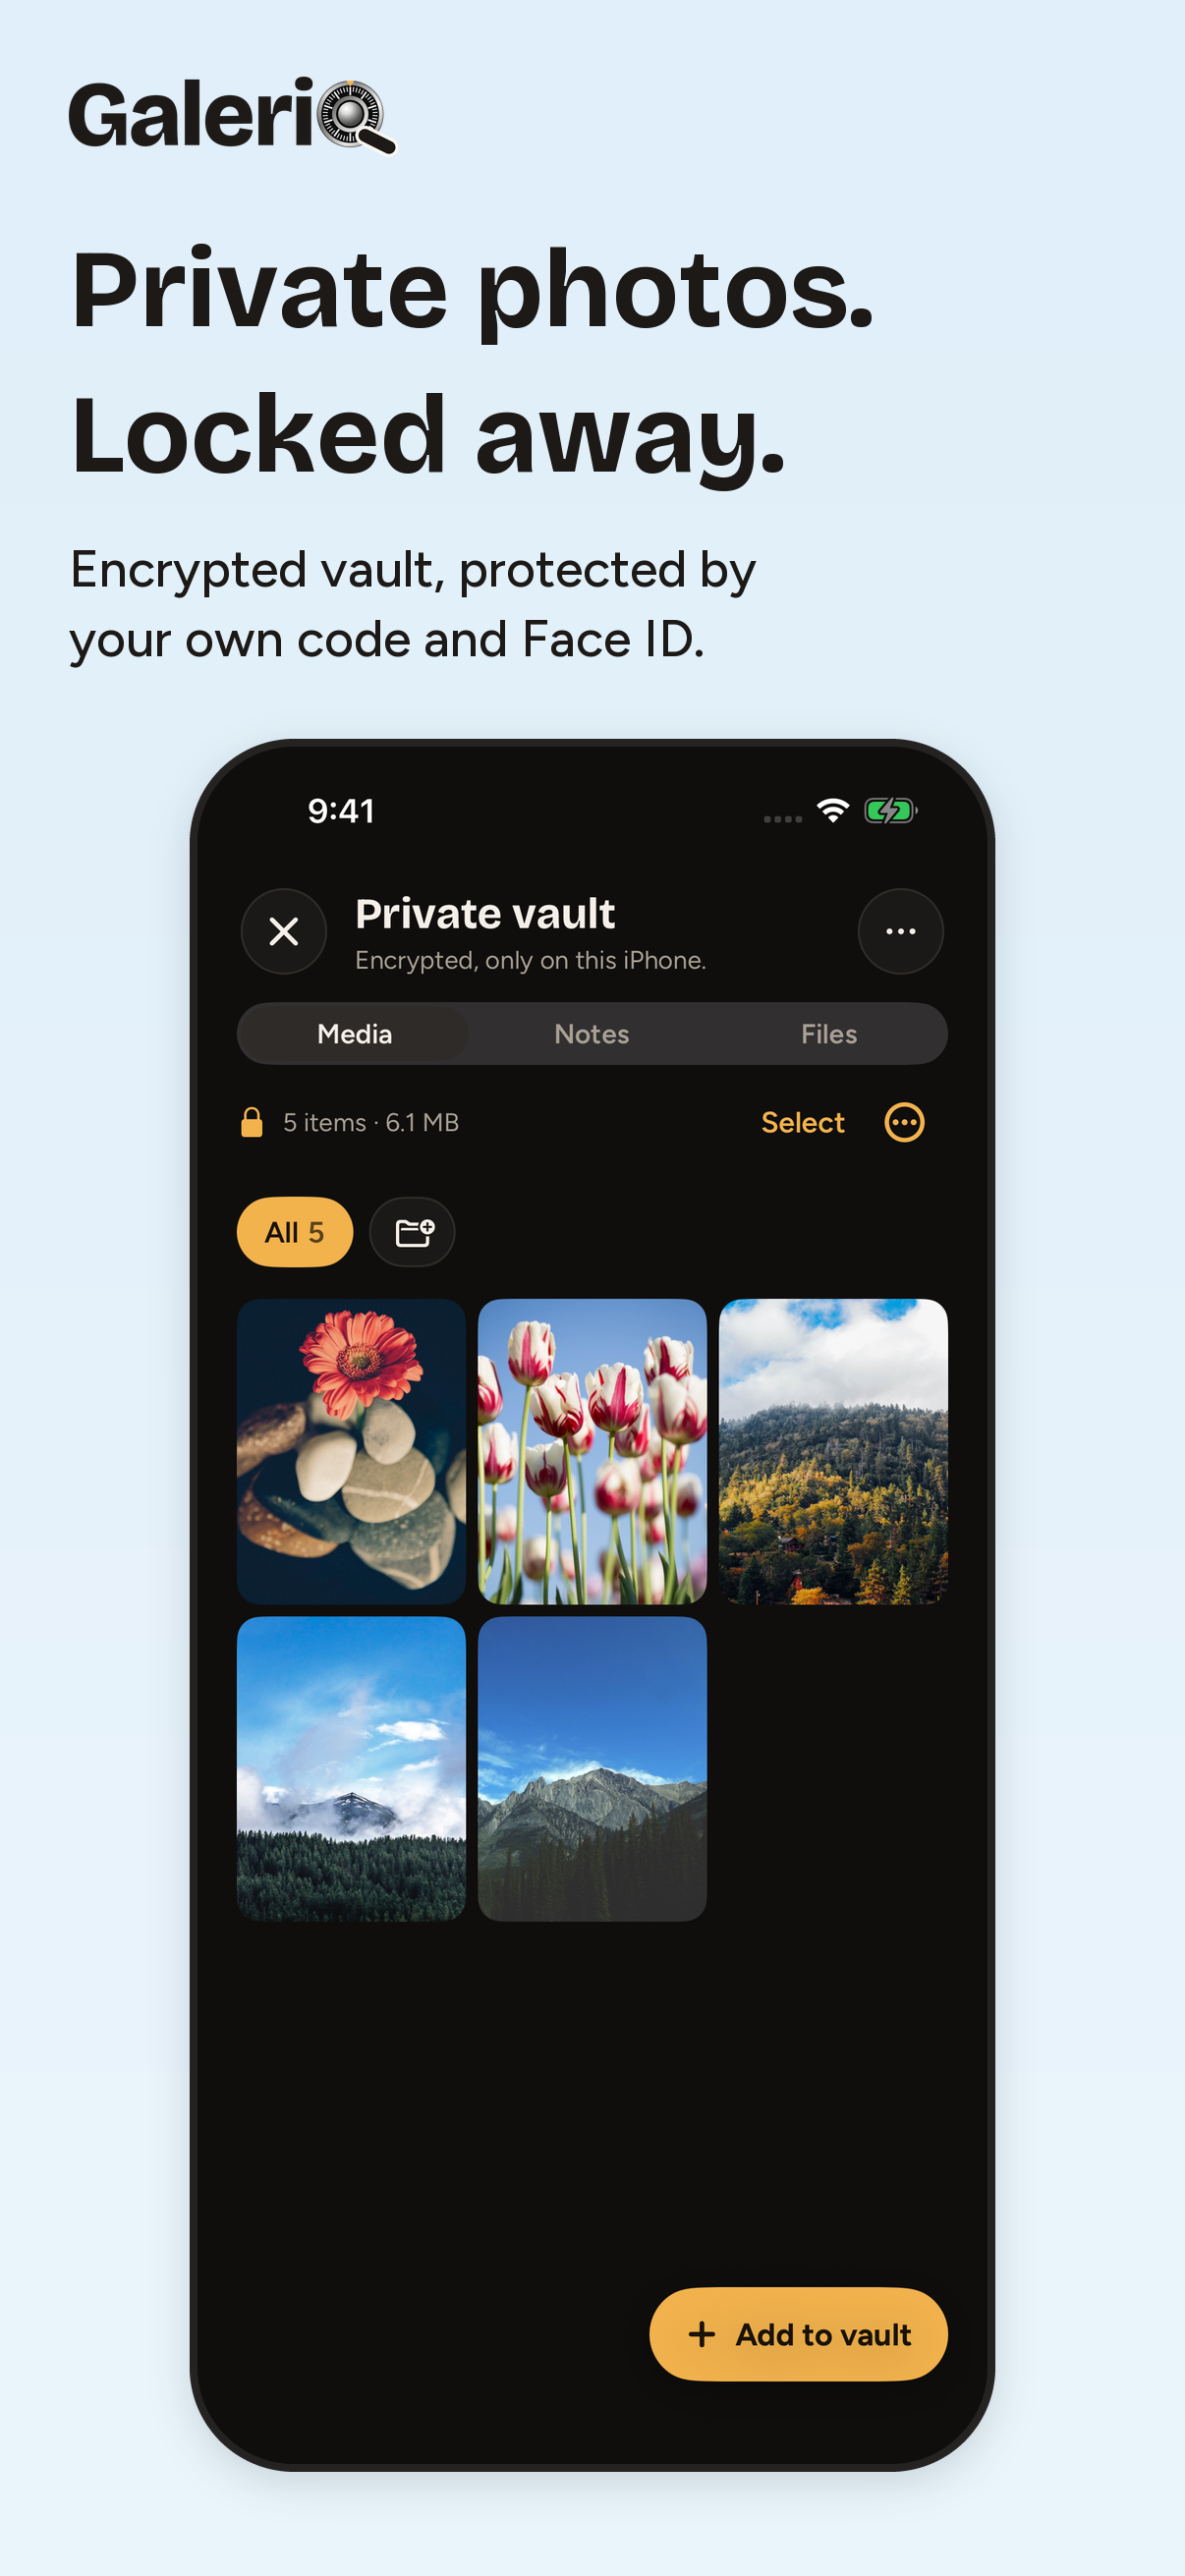 GaleriQ
Private photos.
Locked away.
Encrypted vault, protected by
your own code and Face ID.
9:41
Private vault
Encrypted, only on this iPhone.
Media Notes Files
5 items · 6.1 MB Select
All 5
Add to vault